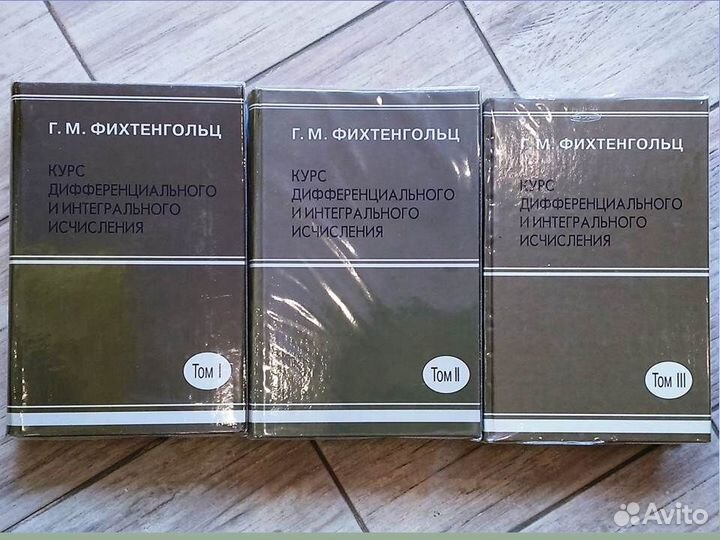 Г. М. ФИХТЕНГОЛЬЦ
КУРС
ДИФФЕРЕНЦИАЛЬНОГО
И ИНТЕГРАЛЬНОГО
ИСЧИСЛЕНИЯ
Том I
Г. М. ФИХТЕНГОЛЬЦ
КУРС
ДИФФЕРЕНЦИАЛЬНОГО
И ИНТЕГРАЛЬНОГО
ИСЧИСЛЕНИЯ
Том II
Г. М. ФИХТЕНГОЛЬЦ
КУРС
ДИФФЕРЕНЦИАЛЬНОГО
И ИНТЕГРАЛЬНОГО
ИСЧИСЛЕНИЯ
Том III
Avito